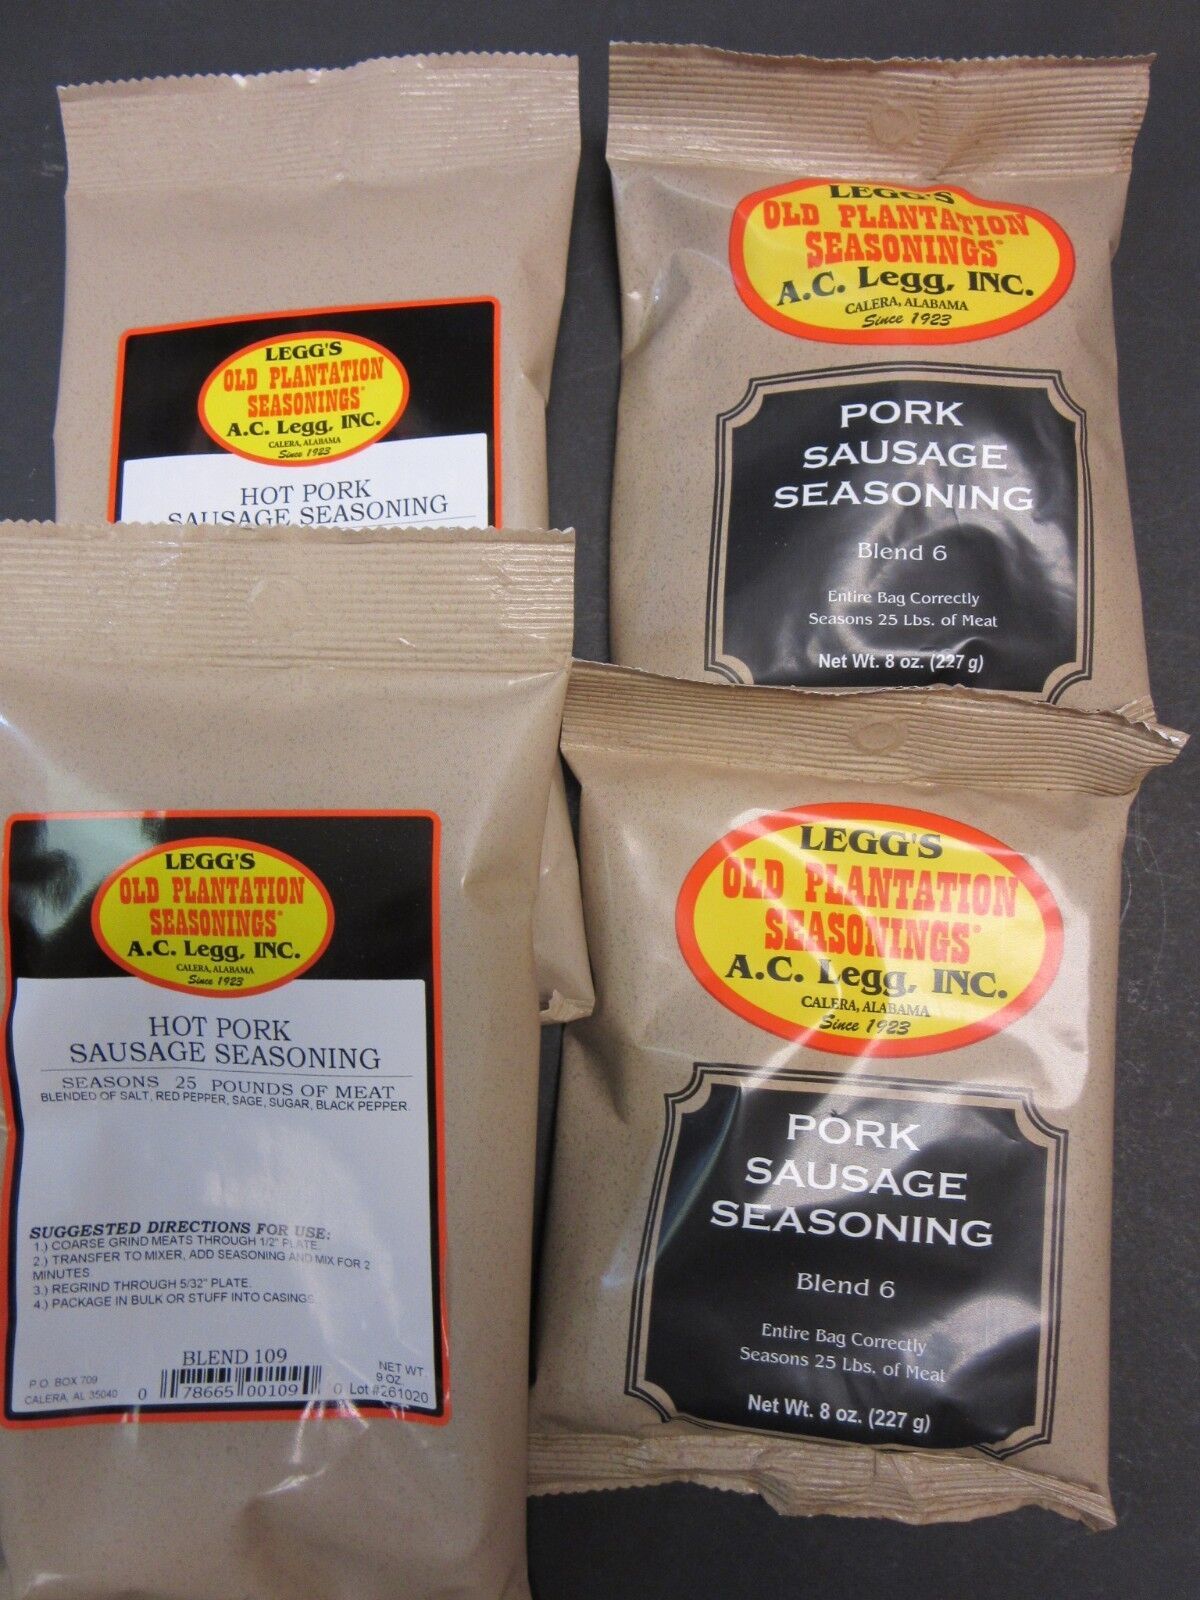 LEGG'S
OLD PLANTATION
SEASONINGS®
A.C. Legg, INC.
CALERA, ALABAMA
Since 1923
HOT PORK
SAUSAGE SEASONING
LEGG'S
OLD PLANTATION
SEASONINGS®
A.C. Legg, INC.
CALERA, ALABAMA
Since 1923
PORK
SAUSAGE
SEASONING
Blend 6
Entire Bag Correctly
Seasons 25 Lbs. of Meat
Net Wt. 8 oz. (227 g)
LEGG'S
OLD PLANTATION
SEASONINGS®
A.C. Legg, INC.
CALERA, ALABAMA
Since 1923
HOT PORK
SAUSAGE SEASONING
SEASONS 25 POUNDS OF MEAT
BLENDED OF SALT, RED PEPPER, SAGE, SUGAR, BLACK PEPPER.
SUGGESTED DIRECTIONS FOR USE:
1.) COARSE GRIND MEATS THROUGH 1/2" PLATE.
2.) TRANSFER TO MIXER, ADD SEASONING AND MIX FOR 2
MINUTES.
3.) REGRIND THROUGH 5/32" PLATE.
4.) PACKAGE IN BULK OR STUFF INTO CASINGS.
BLEND 109
P.O. BOX 709
CALERA, AL 35040
0 78665 00109 0
NET WT.
9 OZ.
Lot #261020
LEGG'S
OLD PLANTATION
SEASONINGS®
A.C. Legg, INC.
CALERA, ALABAMA
Since 1923
PORK
SAUSAGE
SEASONING
Blend 6
Entire Bag Correctly
Seasons 25 Lbs. of Meat
Net Wt. 8 oz. (227 g)